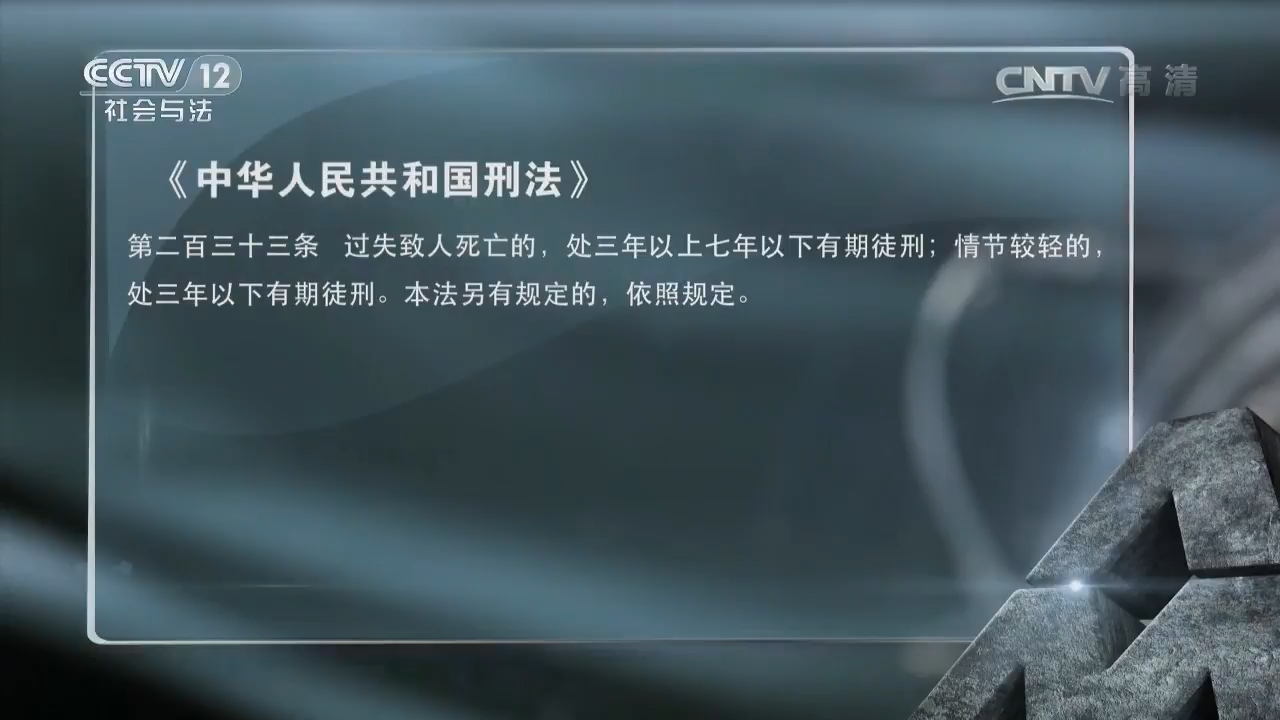 CCTV 12
社会与法
CNTV 高清
《中华人民共和国刑法》
第二百三十三条 过失致人死亡的，处三年以上七年以下有期徒刑；情节较轻的，
处三年以下有期徒刑。本法另有规定的，依照规定。